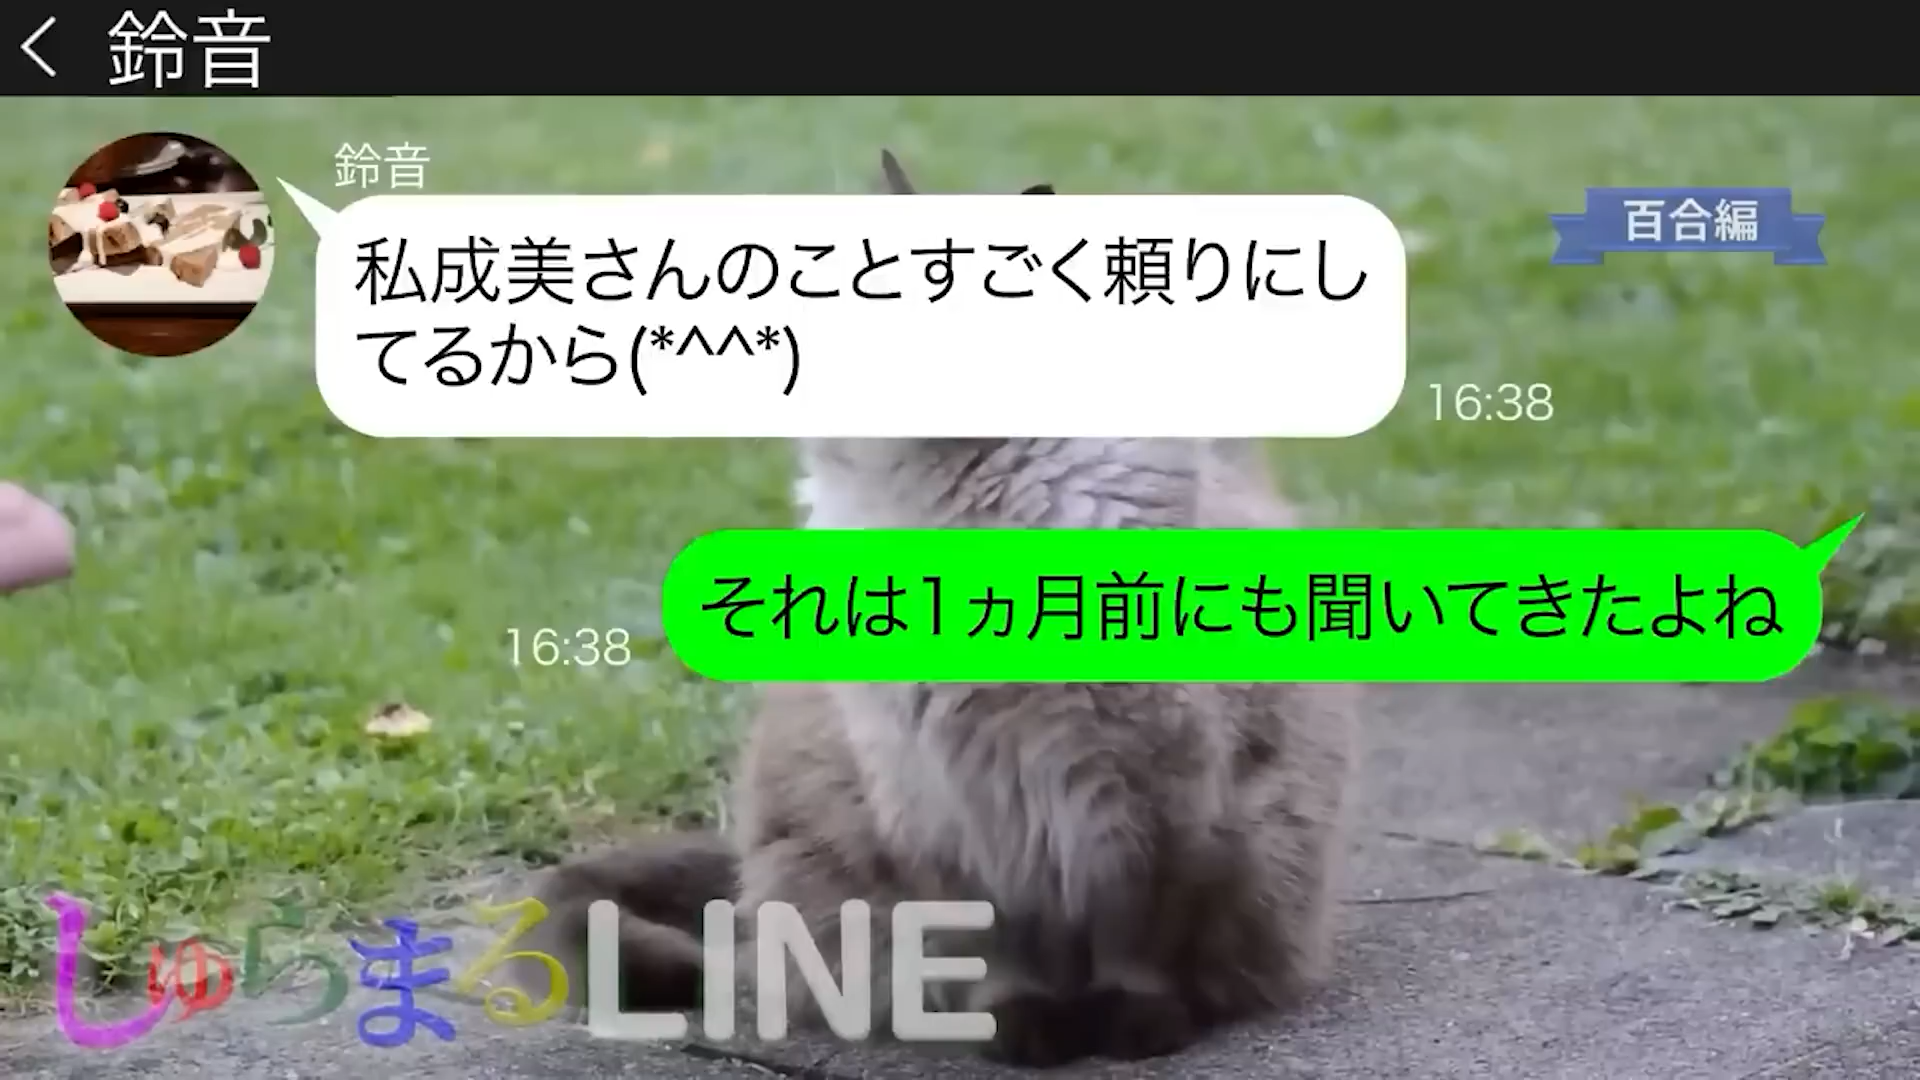 鈴音
鈴音
百合編
私成美さんのことすごく頼りにし
てるから(*^^*)
16:38
それは1ヵ月前にも聞いてきたよね
16:38
しゅらまるLINE